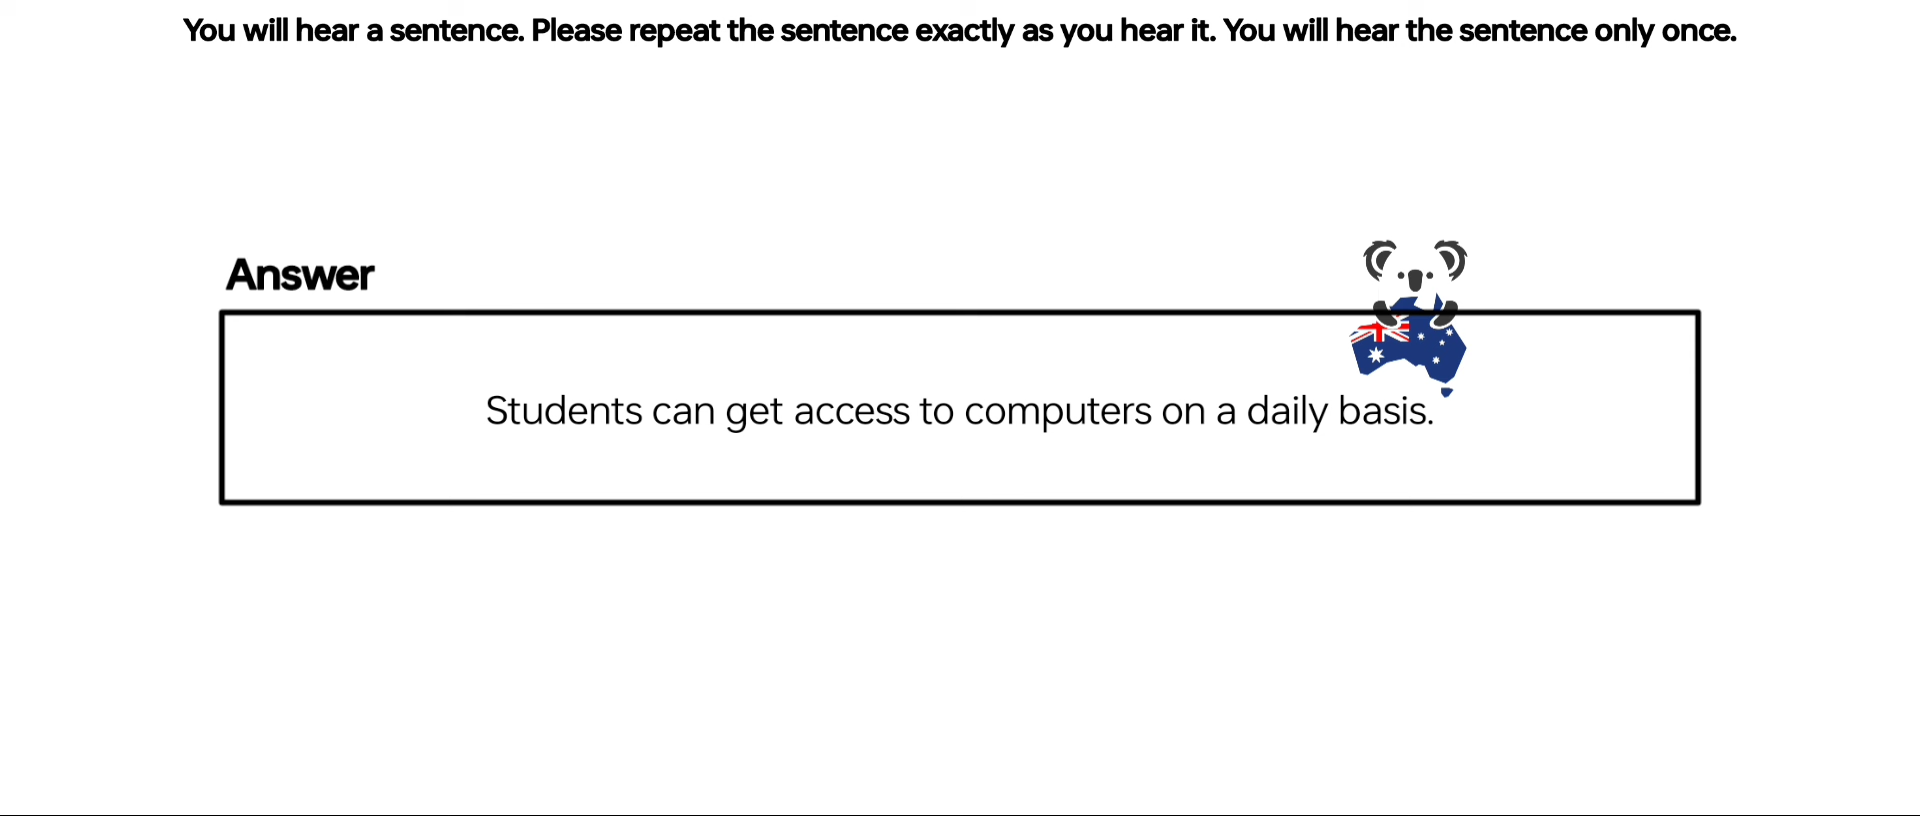 You will hear a sentence. Please repeat the sentence exactly as you hear it. You will hear the sentence only once.
Answer
Students can get access to computers on a daily basis.